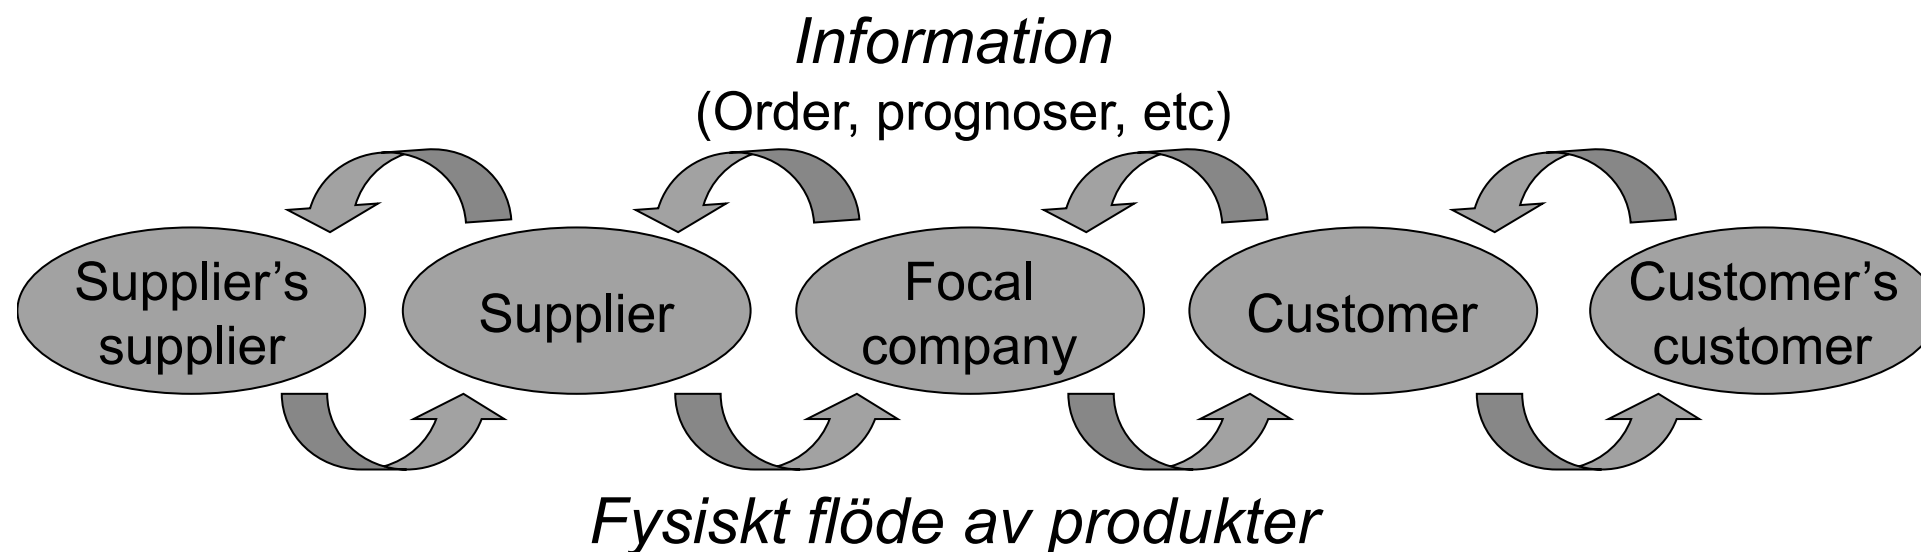 Information
(Order, prognoser, etc)
Supplier’s
supplier
Supplier
Focal
company
Customer
Customer’s
customer
Fysiskt flöde av produkter